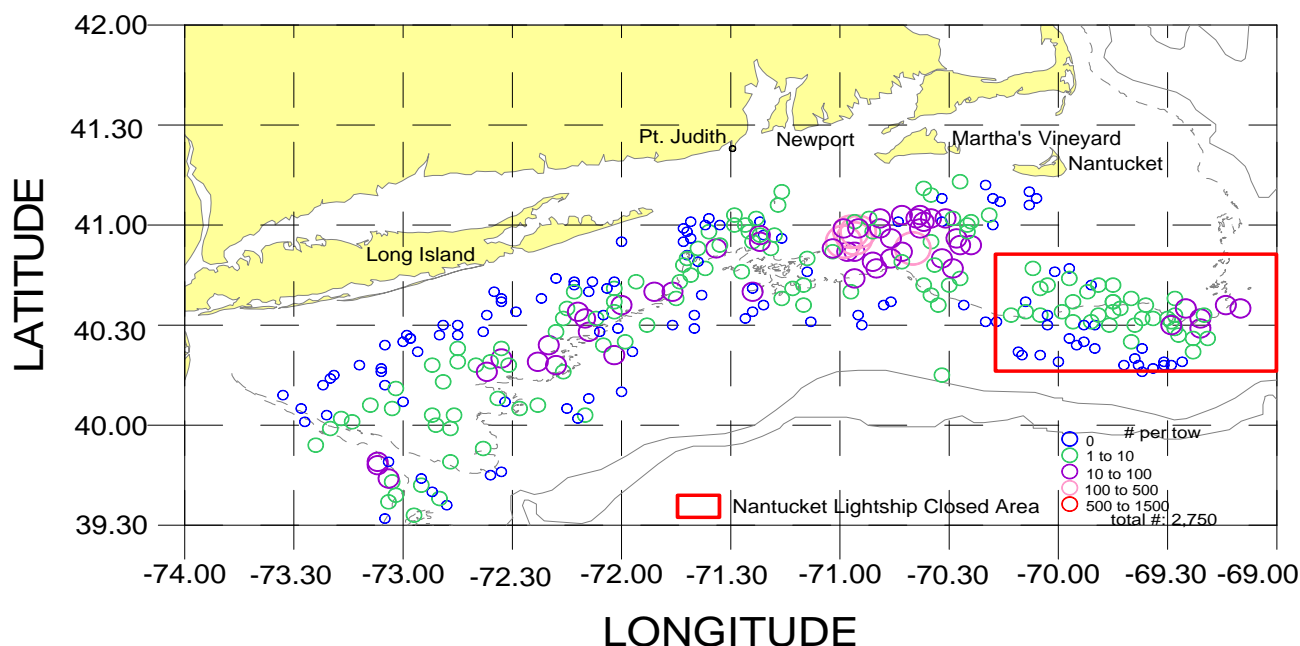 42.00
41.30
41.00
40.30
40.00
39.30
LATITUDE
Pt. Judith
Newport
Martha's Vineyard
Nantucket
Long Island
# per tow
0
1 to 10
10 to 100
100 to 500
500 to 1500
total #: 2,750
Nantucket Lightship Closed Area
-74.00 -73.30 -73.00 -72.30 -72.00 -71.30 -71.00 -70.30 -70.00 -69.30 -69.00
LONGITUDE